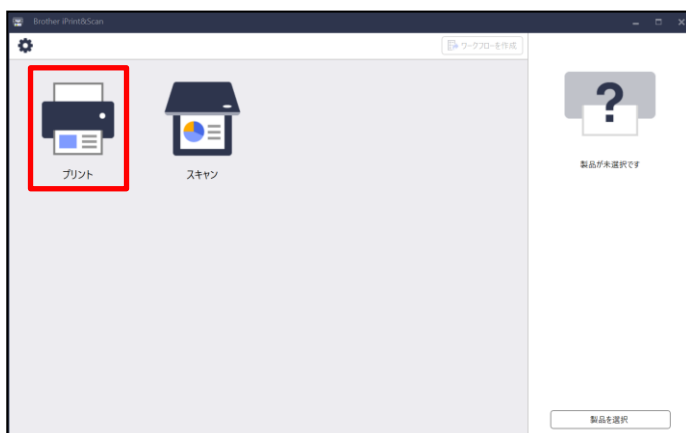 Brother iPrint&Scan
ワークフローを作成
プリント
スキャン
?
製品が未選択です
製品を選択